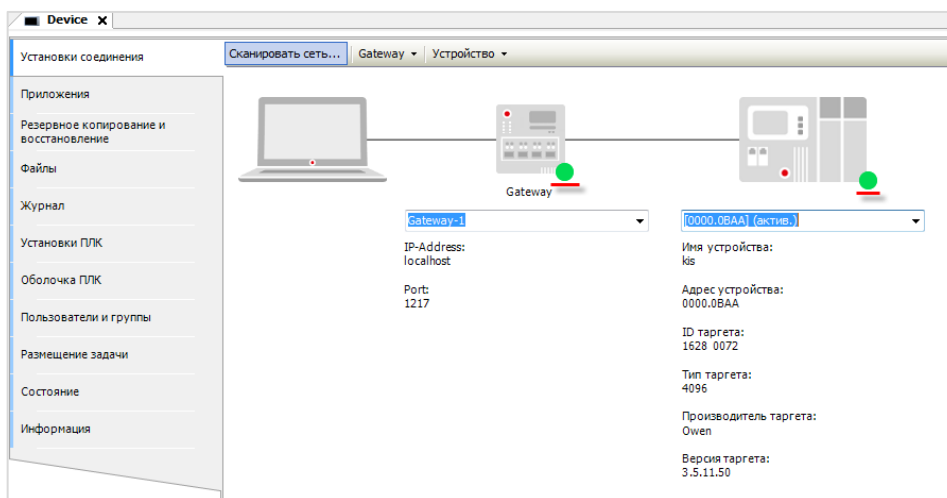 Device
Установки соединения
Приложения
Резервное копирование и
восстановление
Файлы
Журнал
Установки ПЛК
Оболочка ПЛК
Пользователи и группы
Размещение задачи
Состояние
Информация
Сканировать сеть... Gateway Устройство
Gateway
Gateway-1
IP-Address:
localhost
Port:
1217
[0000.0BAA] (актив.)
Имя устройства:
kis
Адрес устройства:
0000.0BAA
ID таргета:
1628 0072
Тип таргета:
4096
Производитель таргета:
Owen
Версия таргета:
3.5.11.50